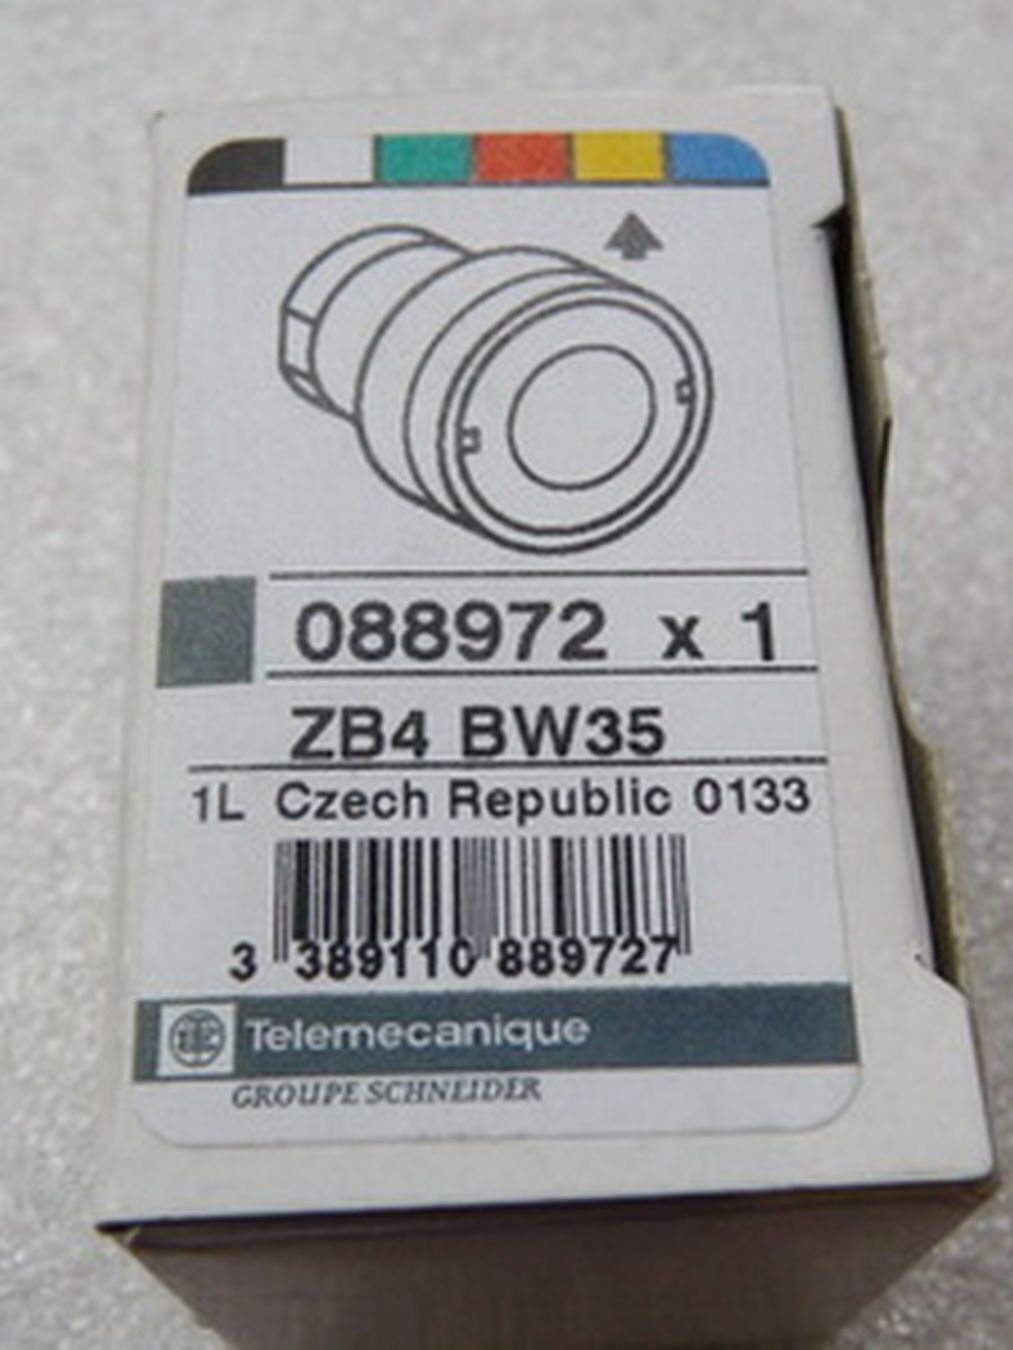 088972 x 1
ZB4 BW35
1L Czech Republic 0133
3 389110 889727
Telemecanique
GROUPE SCHNEIDER